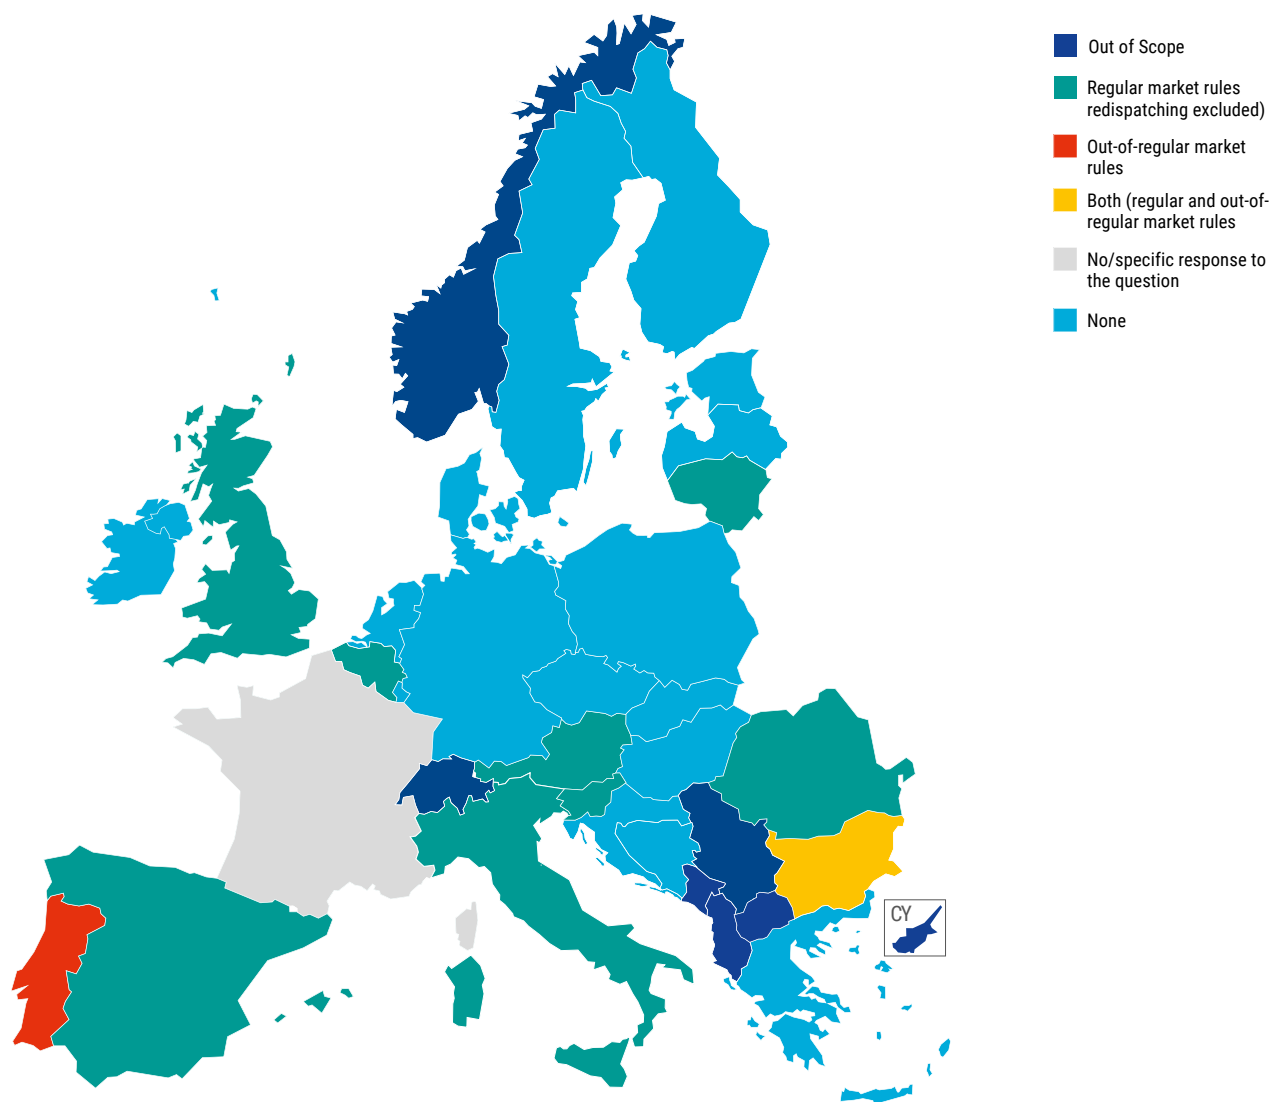 Out of Scope
Regular market rules
redispatching excluded)
Out-of-regular market
rules
Both (regular and out-of-
regular market rules
No/specific response to
the question
None
CY